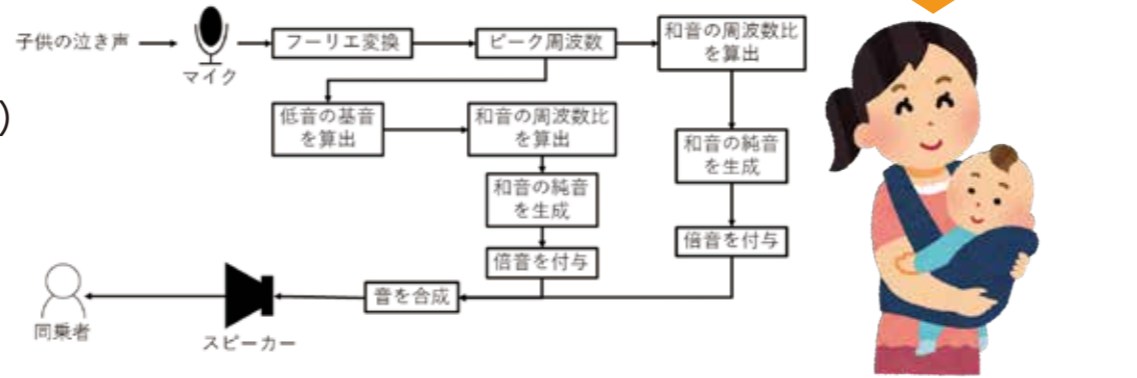 子供の泣き声
マイク
フーリエ変換
ピーク周波数
和音の周波数比
を算出
)
低音の基音
を算出
和音の周波数比
を算出
和音の純音
を生成
和音の純音
を生成
倍音を付与
倍音を付与
音を合成
スピーカー
同乗者